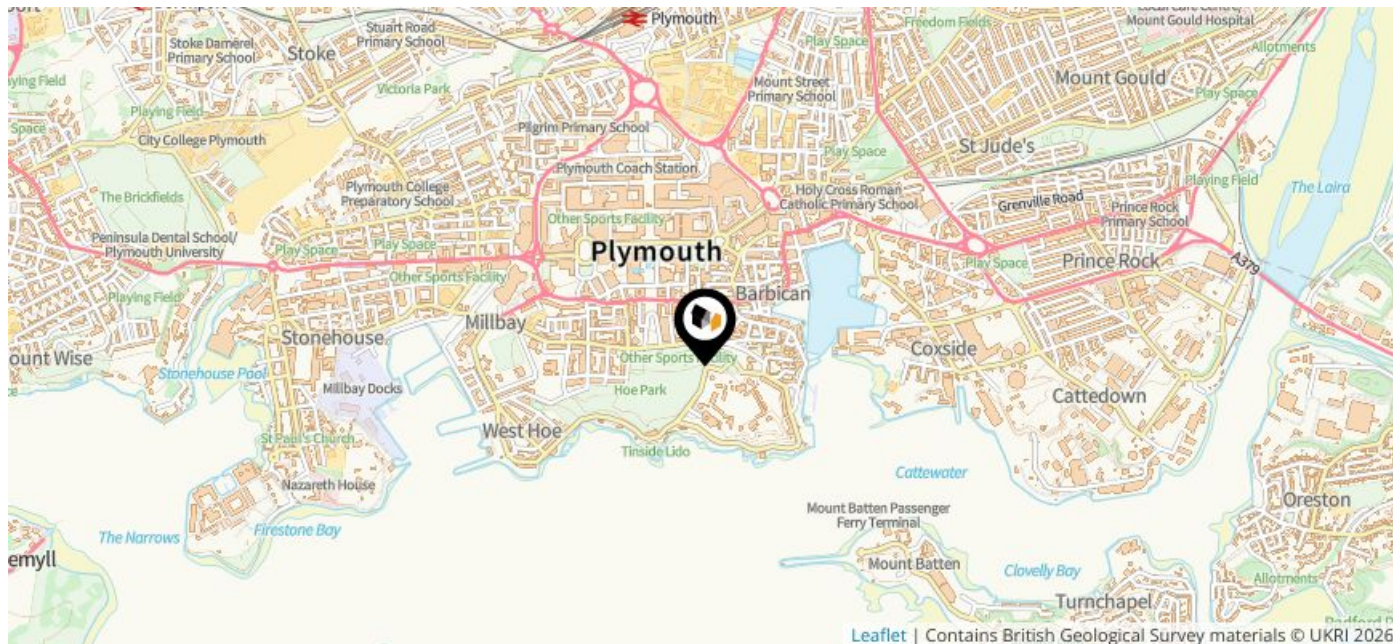 Plymouth
Stuart Road
Primary School
Stoke Damerel
Primary School
Stoke
Freedom Fields
Mount Gould Hospital
Play Space
Allotments
ying Field
Victoria Park
Mount Street
Primary School
Mount Gould
Play Space
Playing Field
Space
City College Plymouth
Pilgrim Primary School
St Jude's
Play Space
Plymouth Coach Station
Playing Field
The Laira
The Brickfields
Plymouth College
Preparatory School
Holy Cross Roman
Catholic Primary School
Grenville Road
Prince Rock
Primary School
Other Sports Facility
Peninsula Dental School/
Plymouth University
Play Space
Play Space
Plymouth
Play Space
Prince Rock
A379
Other Sports Facility
Playing Field
Barbican
Millbay
Stonehouse
ount Wise
Stonehouse Pool
Other Sports Facility
Coxside
Millbay Docks
Hoe Park
Cattedown
St Paul's Church
West Hoe
Tinside Lido
Cattewater
Nazareth House
Oreston
Mount Batten Passenger
Ferry Terminal
The Narrows
Firestone Bay
emyll
Mount Batten
Clovelly Bay
Allotments
Turnchapel
Leaflet | Contains British Geological Survey materials © UKRI 2026